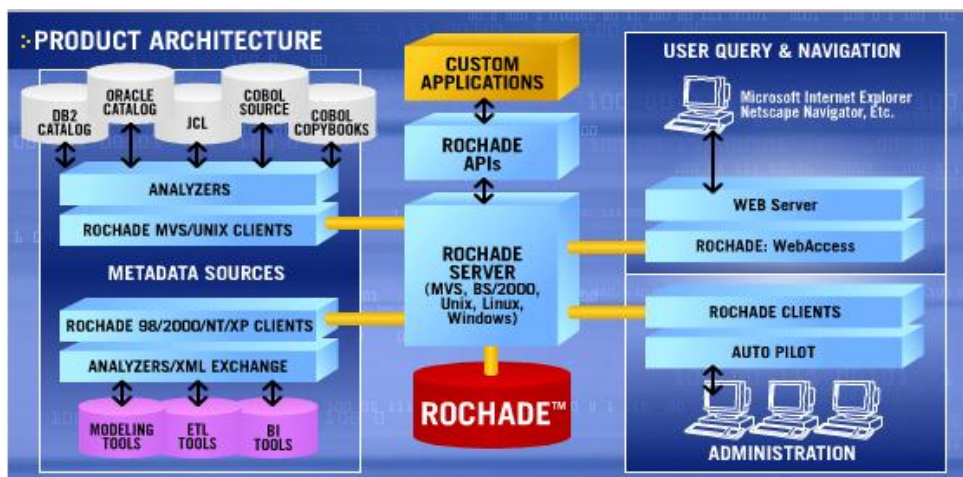 :·PRODUCT ARCHITECTURE
DB2
CATALOG
ORACLE
CATALOG
JCL
COBOL
SOURCE
COBOL
COPYBOOKS
ANALYZERS
ROCHADE MVS/UNIX CLIENTS
METADATA SOURCES
ROCHADE 98/2000/NT/XP CLIENTS
ANALYZERS/XML EXCHANGE
MODELING
TOOLS
ETL
TOOLS
BI
TOOLS
CUSTOM
APPLICATIONS
ROCHADE
APIs
ROCHADE
SERVER
(MVS, BS/2000,
Unix, Linux,
Windows)
ROCHADE™
USER QUERY & NAVIGATION
Microsoft Internet Explorer
Netscape Navigator, Etc.
WEB Server
ROCHADE: WebAccess
ROCHADE CLIENTS
AUTO PILOT
ADMINISTRATION